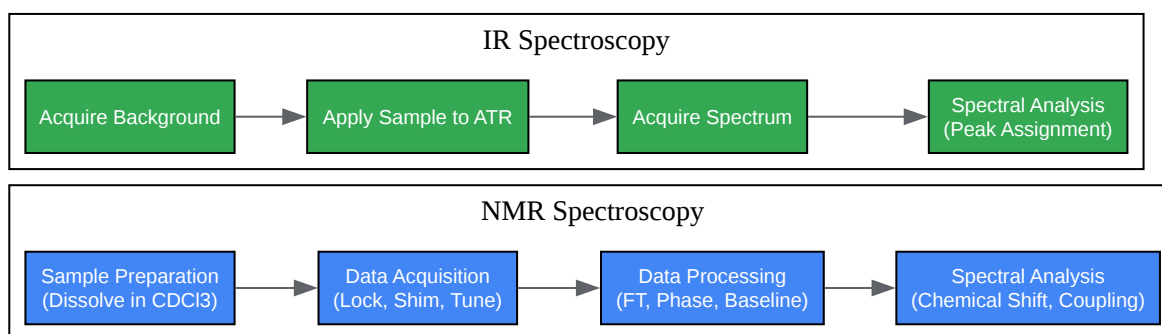 IR Spectroscopy
Acquire Background
Apply Sample to ATR
Acquire Spectrum
Spectral Analysis
(Peak Assignment)
NMR Spectroscopy
Sample Preparation
(Dissolve in CDCl3)
Data Acquisition
(Lock, Shim, Tune)
Data Processing
(FT, Phase, Baseline)
Spectral Analysis
(Chemical Shift, Coupling)